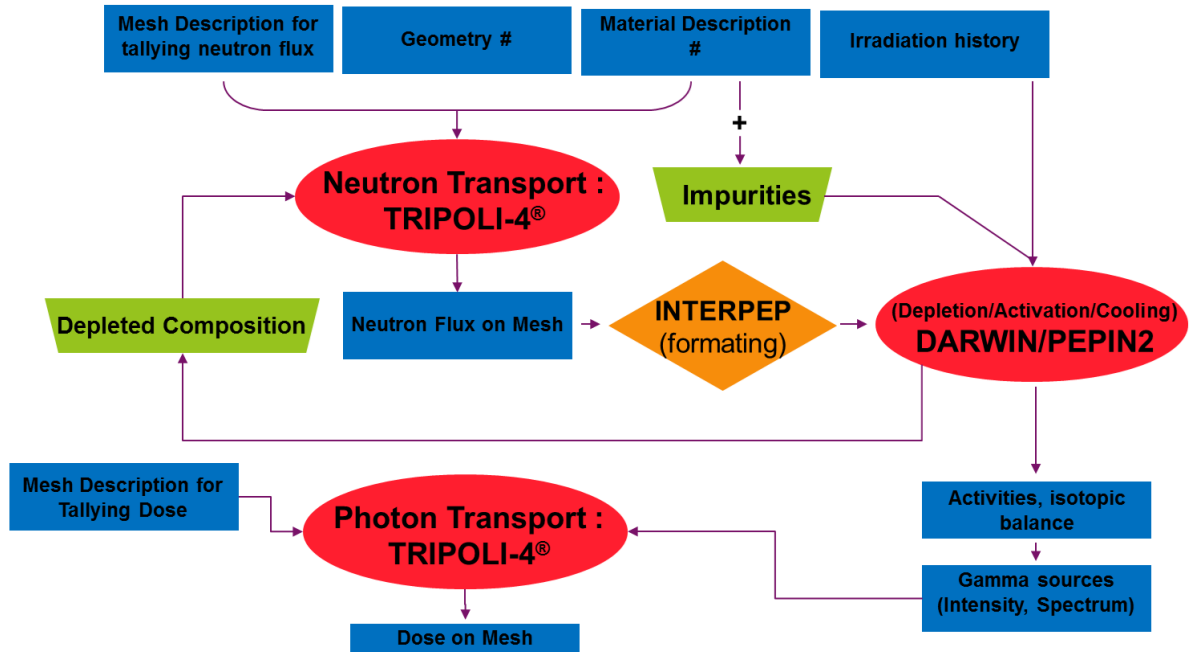 Mesh Description for
tallying neutron flux
Geometry #
Material Description
#
Irradiation history
+
Neutron Transport :
TRIPOLI-4®
Impurities
Depleted Composition
Neutron Flux on Mesh
INTERPEP
(formating)
(Depletion/Activation/Cooling)
DARWIN/PEPIN2
Mesh Description for
Tallying Dose
Photon Transport :
TRIPOLI-4®
Activities, isotopic
balance
Gamma sources
(Intensity, Spectrum)
Dose on Mesh